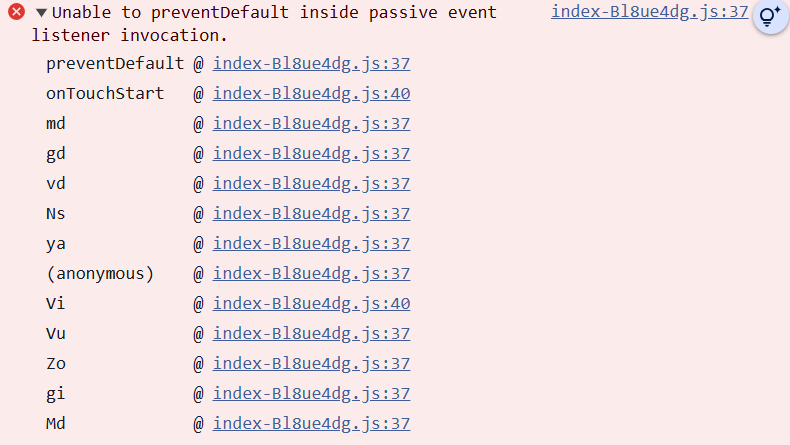 Unable to preventDefault inside passive event listener invocation. index-Bl8ue4dg.js:37
preventDefault @ index-Bl8ue4dg.js:37
onTouchStart @ index-Bl8ue4dg.js:40
md @ index-Bl8ue4dg.js:37
gd @ index-Bl8ue4dg.js:37
vd @ index-Bl8ue4dg.js:37
Ns @ index-Bl8ue4dg.js:37
ya @ index-Bl8ue4dg.js:37
(anonymous) @ index-Bl8ue4dg.js:37
Vi @ index-Bl8ue4dg.js:40
Vu @ index-Bl8ue4dg.js:37
Zo @ index-Bl8ue4dg.js:37
gi @ index-Bl8ue4dg.js:37
Md @ index-Bl8ue4dg.js:37